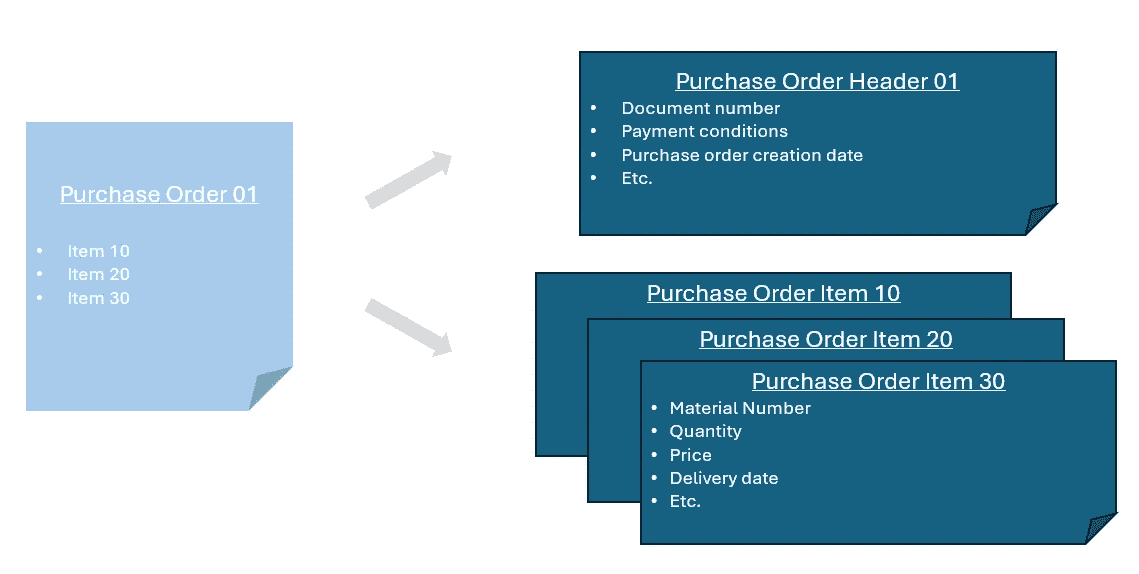 Purchase Order 01
• Item 10
• Item 20
• Item 30
Purchase Order Header 01
• Document number
• Payment conditions
• Purchase order creation date
• Etc.
Purchase Order Item 10
Purchase Order Item 20
Purchase Order Item 30
• Material Number
• Quantity
• Price
• Delivery date
• Etc.